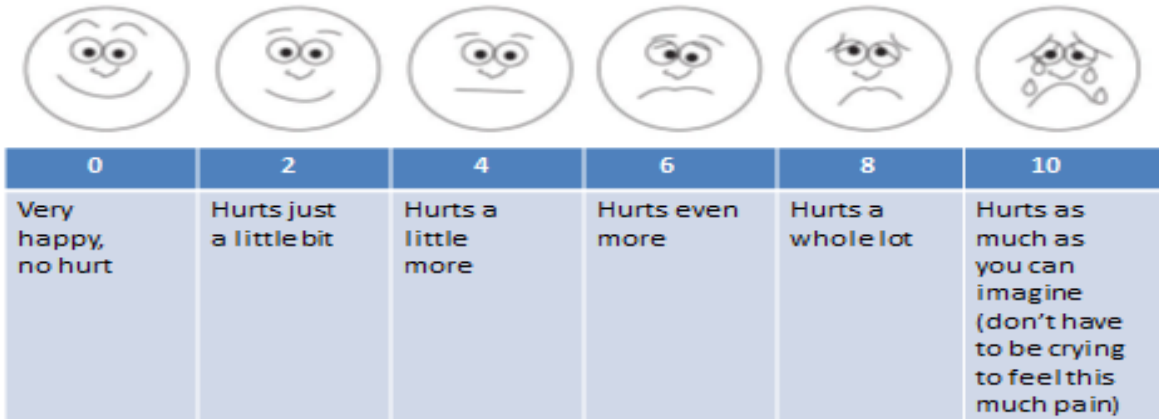 0 2 4 6 8 10
Very
happy,
no hurt
Hurts just
a little bit
Hurts a
little
more
Hurts even
more
Hurts a
whole lot
Hurts as
much as
you can
imagine
(don't have
to be crying
to feel this
much pain)